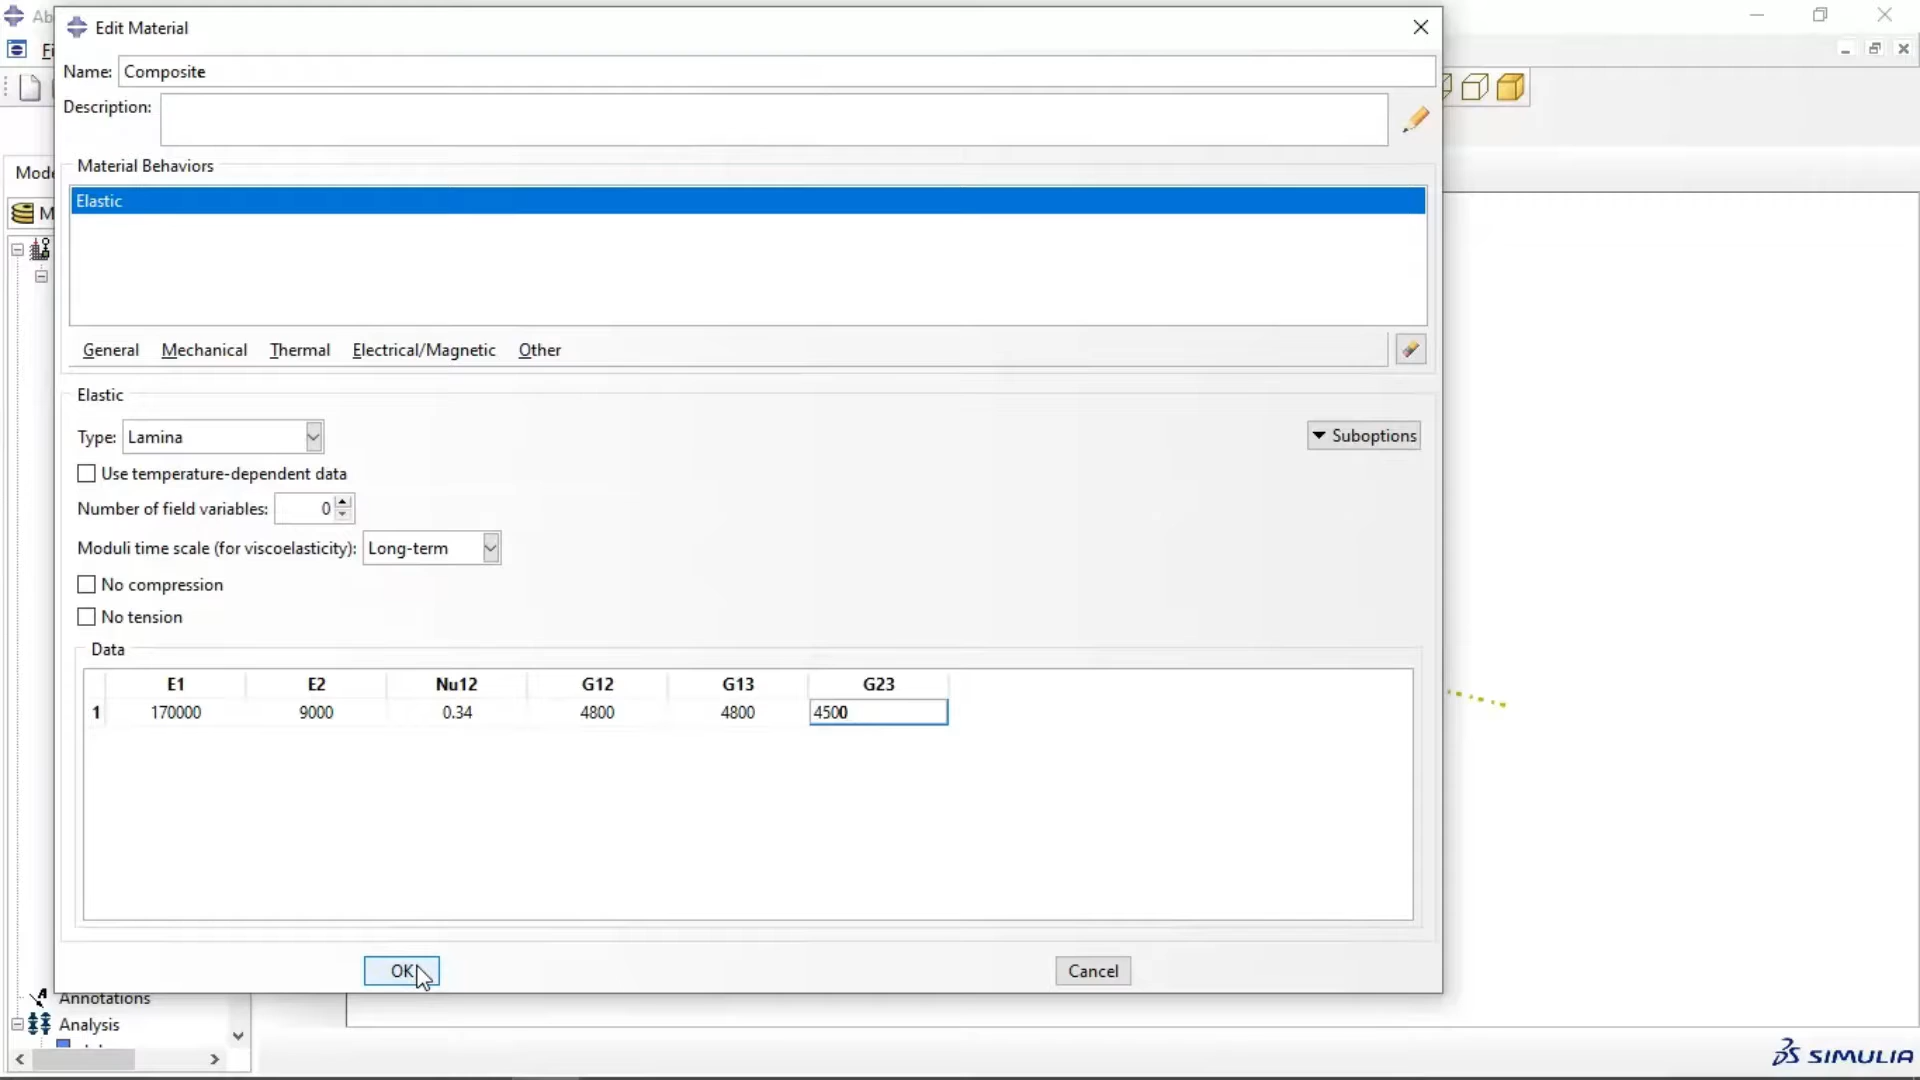 Ab
Edit Material
Fi
Name: Composite
Description:
Material Behaviors
Mode
Elastic
M
General Mechanical Thermal Electrical/Magnetic Other
Elastic
Type: Lamina
Suboptions
Use temperature-dependent data
Number of field variables: 0
Moduli time scale (for viscoelasticity): Long-term
No compression
No tension
Data
E1 E2 Nu12 G12 G13 G23
1 170000 9000 0.34 4800 4800 4500
OK Cancel
Annotations
Analysis
SIMULIA